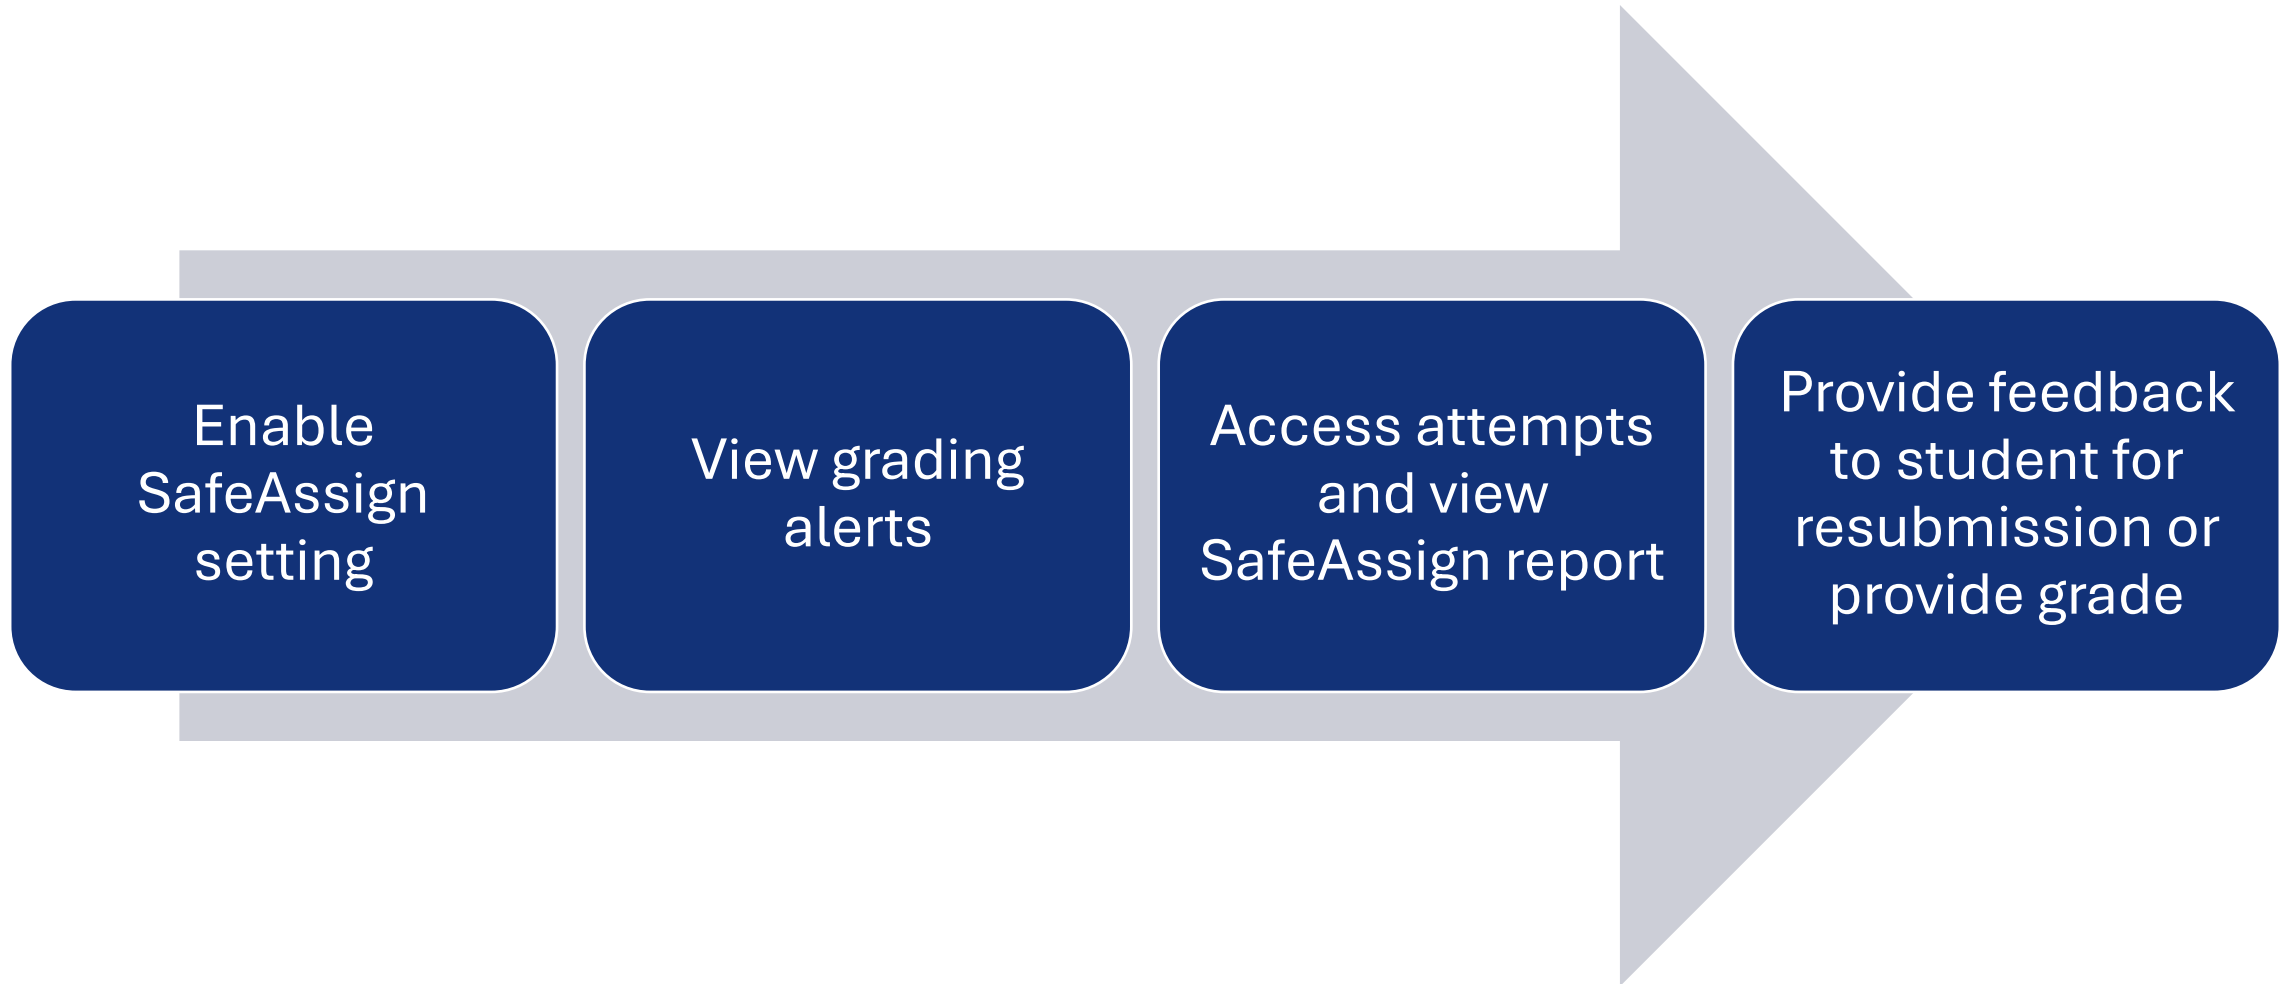 Enable
SafeAssign
setting
View grading
alerts
Access attempts
and view
SafeAssign report
Provide feedback
to student for
resubmission or
provide grade